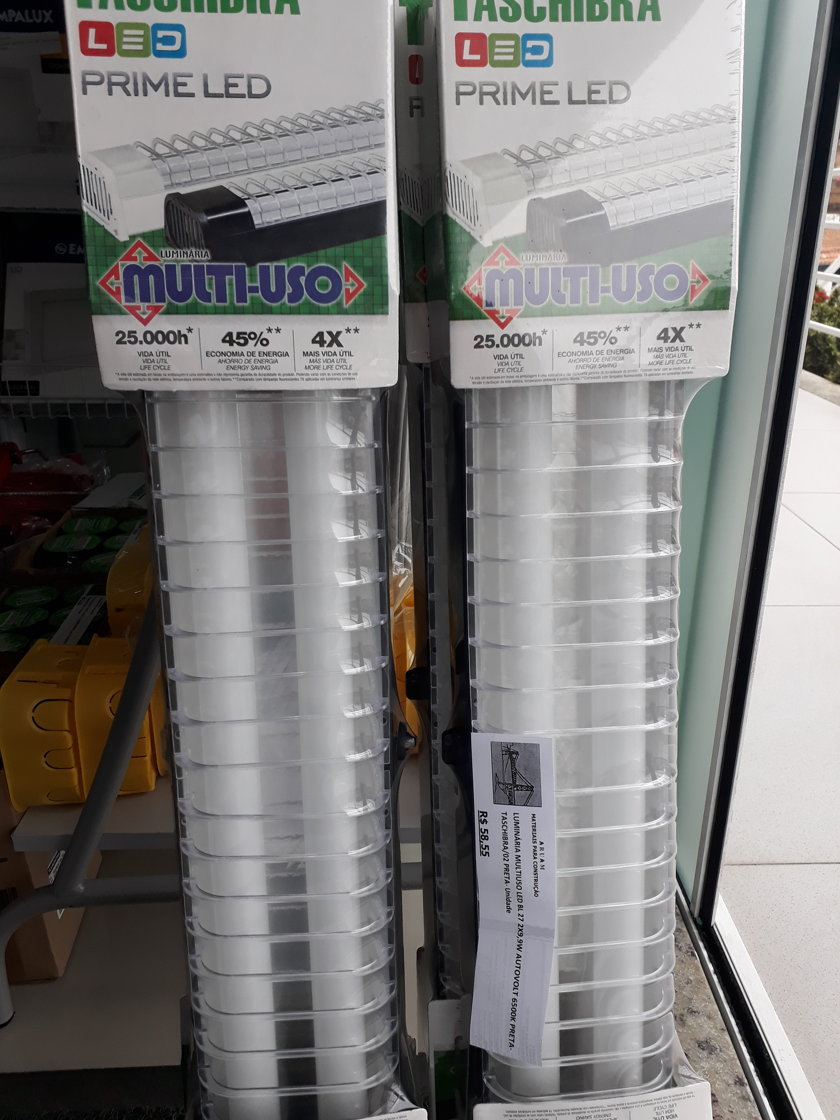 MPALUX
TASCHIBRA
LED
PRIME LED
LUMINÁRIA
MULTI-USO
25.000h*
VIDA ÚTIL
VIDA ÚTIL
LIFE CYCLE
45%**
ECONOMIA DE ENERGIA
AHORRO DE ENERGÍA
ENERGY SAVING
4X**
MAIS VIDA ÚTIL
MÁS VIDA ÚTIL
MORE LIFE CYCLE
TASCHIBRA
LED
PRIME LED
LUMINÁRIA
MULTI-USO
25.000h*
VIDA ÚTIL
VIDA ÚTIL
LIFE CYCLE
45%**
ECONOMIA DE ENERGIA
AHORRO DE ENERGÍA
ENERGY SAVING
4X**
MAIS VIDA ÚTIL
MÁS VIDA ÚTIL
MORE LIFE CYCLE
MATERIAIS PARA CONSTRUÇÃO
LUMINÁRIA MULTIUSO LED BL 27 2X9,9W AUTOVOLT 6500K PRETA-
TASCHIBRA/02 PRETA- Unidade
R$ 58,55